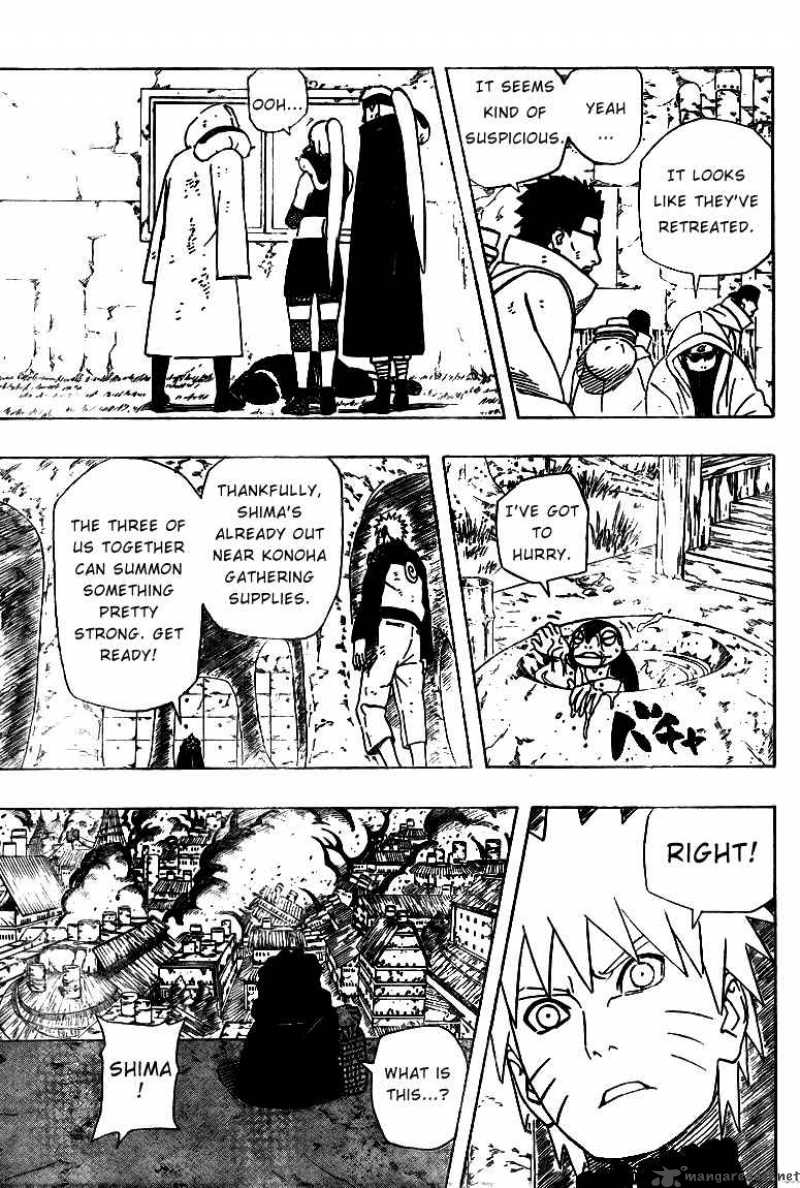 IT LOOKS
LIKE THEY'VE
RETREATED.
YEAH
...
IT SEEMS
KIND OF
SUSPICIOUS.
OOH...
I'VE GOT
TO
HURRY.
バチャ
THANKFULLY,
SHIMA'S
ALREADY OUT
NEAR KONOHA
GATHERING
SUPPLIES.
THE THREE OF
US TOGETHER
CAN SUMMON
SOMETHING
PRETTY
STRONG. GET
READY!
RIGHT!
WHAT IS
THIS...?
SHIMA
!